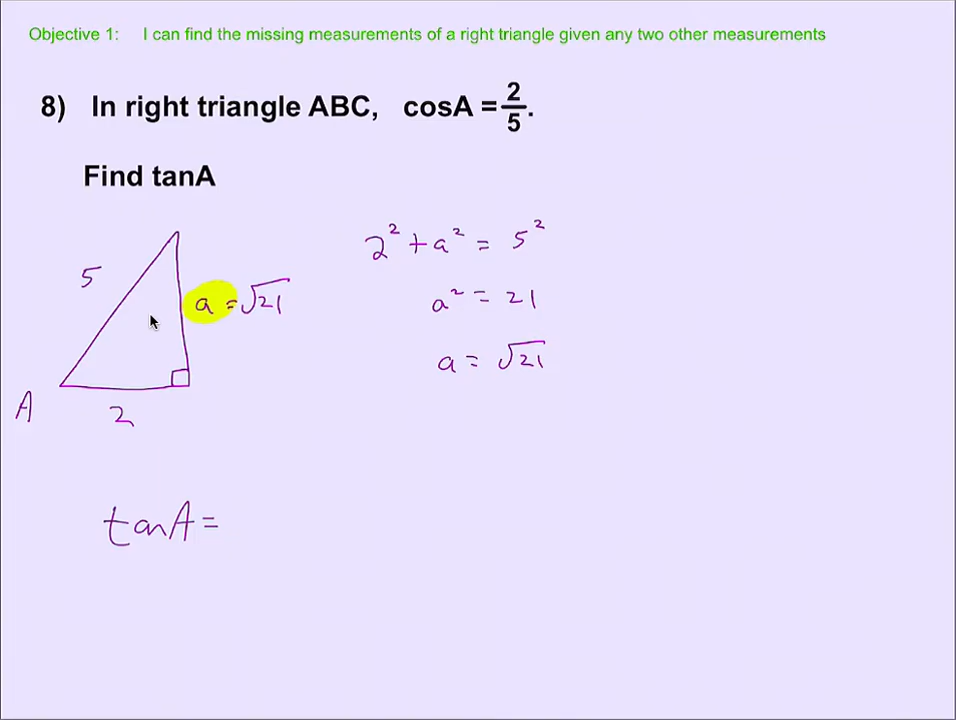 Objective 1: I can find the missing measurements of a right triangle given any two other measurements
8) In right triangle ABC, cosA = 2/5.
Find tanA
5
a = √21
A
2
2² + a² = 5²
a² = 21
a = √21
tanA =